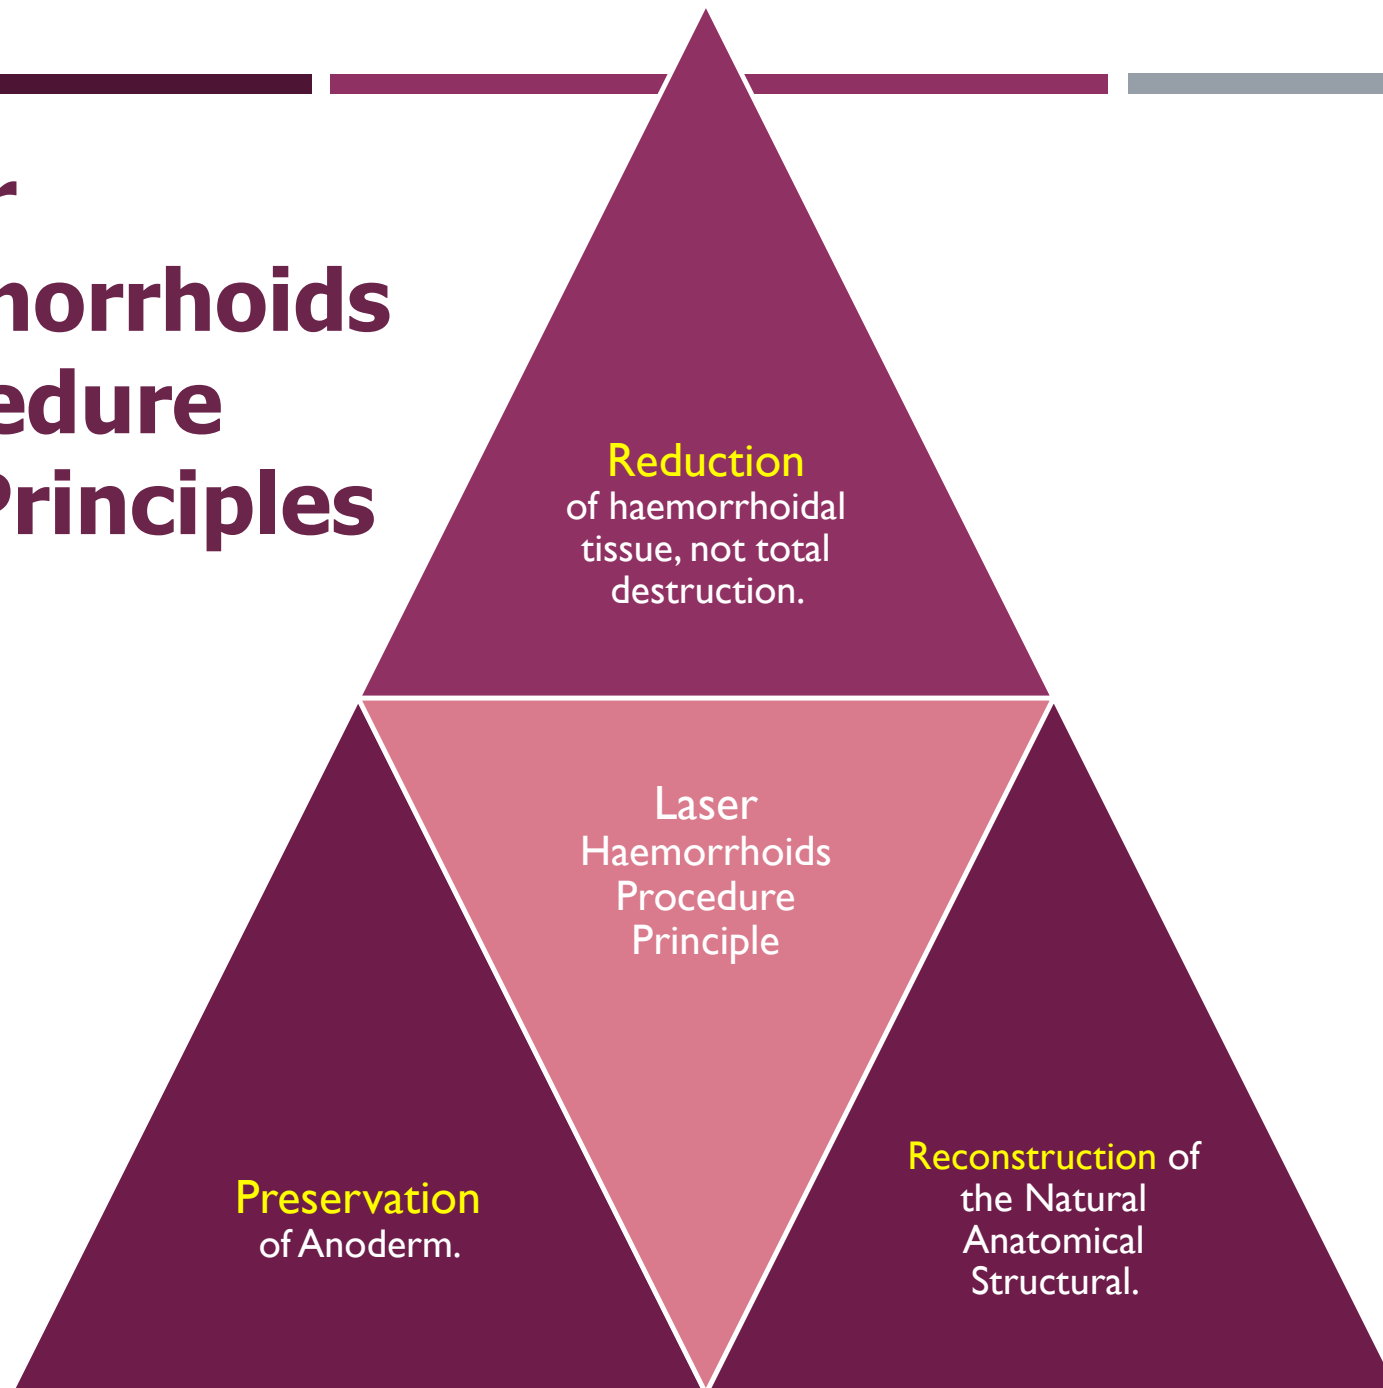 r
morrhoids
edure
Principles
Reduction
of haemorrhoidal
tissue, not total
destruction.
Laser
Haemorrhoids
Procedure
Principle
Preservation
of Anoderm.
Reconstruction of
the Natural
Anatomical
Structural.